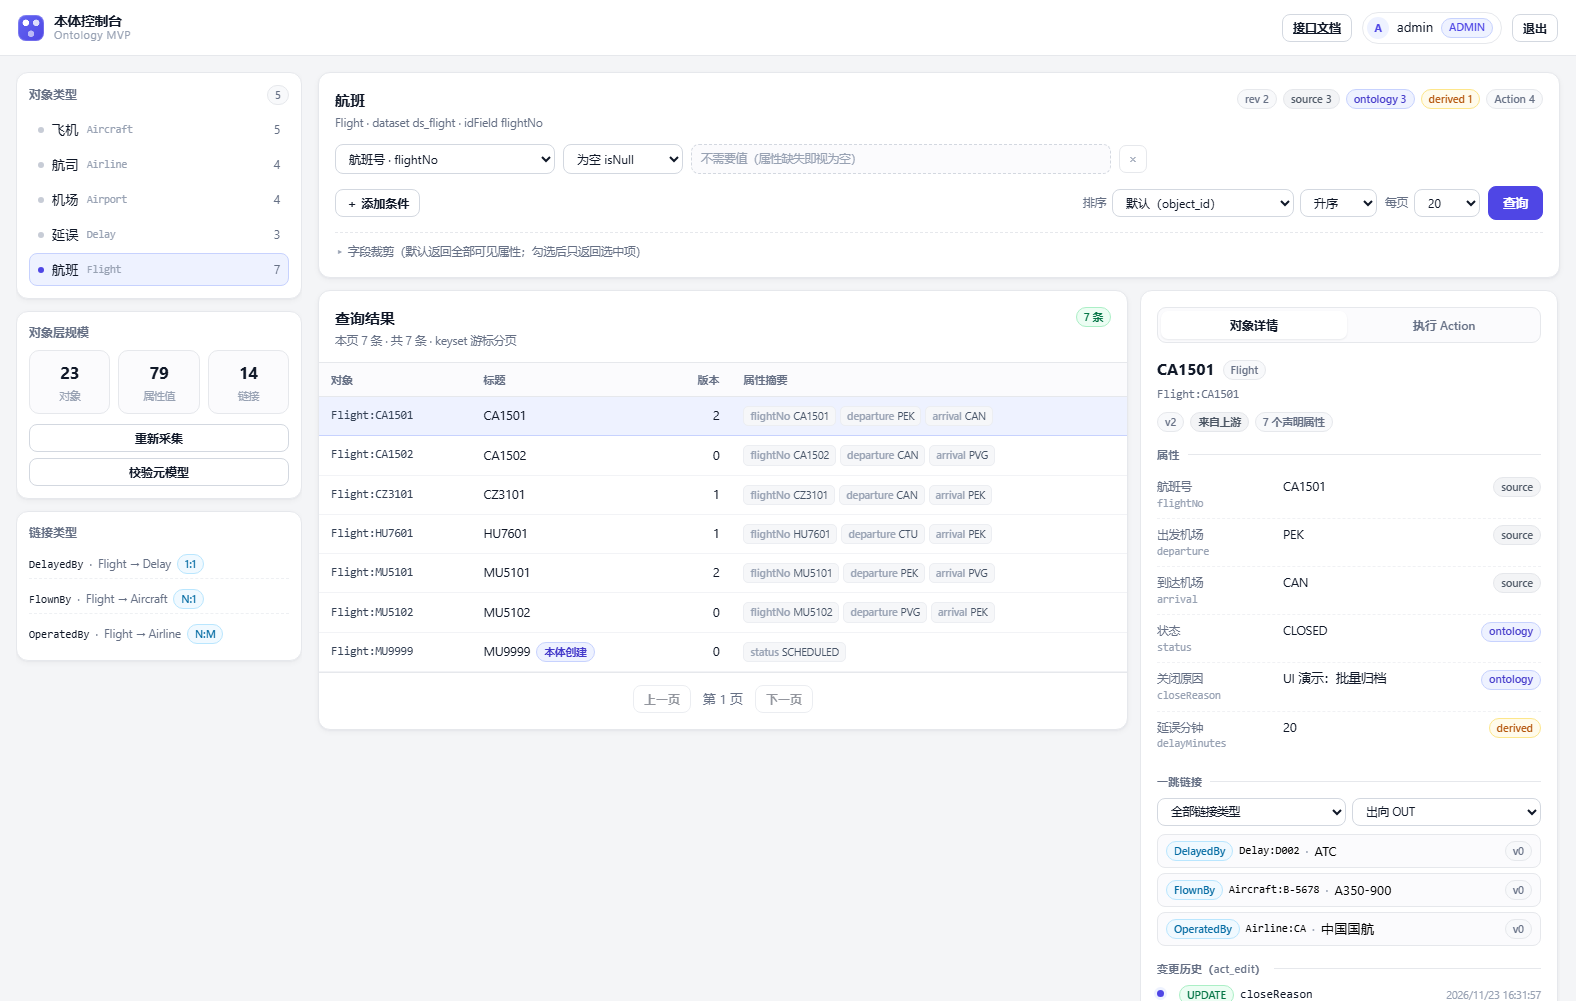 本体控制台
Ontology MVP
接口文档
A admin ADMIN
退出
对象类型 5
飞机 Aircraft 5
航司 Airline 4
机场 Airport 4
延误 Delay 3
航班 Flight 7
对象层规模
23 79 14
对象 属性值 链接
重新采集
校验元模型
链接类型
DelayedBy · Flight → Delay 1:1
FlownBy · Flight → Aircraft N:1
OperatedBy · Flight → Airline N:M
航班
rev 2 source 3 ontology 3 derived 1 Action 4
Flight · dataset ds_flight · idField flightNo
航班号 · flightNo 为空 isNull 不需要值（属性缺失即视为空） ×
+ 添加条件 排序 默认（object_id） 升序 每页 20 查询
▸ 字段裁剪（默认返回全部可见属性；勾选后只返回选中项）
查询结果 7 条
本页 7 条 · 共 7 条 · keyset 游标分页
对象 标题 版本 属性摘要
Flight:CA1501 CA1501 2 flightNo CA1501 departure PEK arrival CAN
Flight:CA1502 CA1502 0 flightNo CA1502 departure CAN arrival PVG
Flight:CZ3101 CZ3101 1 flightNo CZ3101 departure CAN arrival PEK
Flight:HU7601 HU7601 1 flightNo HU7601 departure CTU arrival PEK
Flight:MU5101 MU5101 2 flightNo MU5101 departure PEK arrival PVG
Flight:MU5102 MU5102 0 flightNo MU5102 departure PVG arrival PEK
Flight:MU9999 MU9999 本体创建 0 status SCHEDULED
上一页 第 1 页 下一页
对象详情 执行 Action
CA1501 Flight
Flight:CA1501
v2 来自上游 7 个声明属性
属性
航班号 CA1501 source
flightNo
出发机场 PEK source
departure
到达机场 CAN source
arrival
状态 CLOSED ontology
status
关闭原因 UI 演示：批量归档 ontology
closeReason
延误分钟 20 derived
delayMinutes
一跳链接
全部链接类型 出向 OUT
DelayedBy Delay:D002 · ATC v0
FlownBy Aircraft:B-5678 · A350-900 v0
OperatedBy Airline:CA · 中国国航 v0
变更历史（act_edit）
UPDATE closeReason 2026/11/23 16:31:57